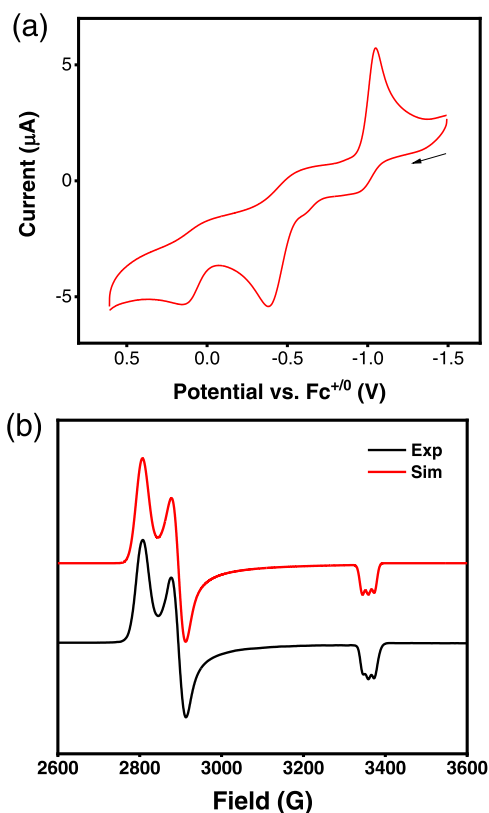 (a)
5
0
-5
Current (μA)
0.5 0.0 -0.5 -1.0 -1.5
Potential vs. Fc⁺/⁰ (V)
(b)
Exp
Sim
2600 2800 3000 3200 3400 3600
Field (G)